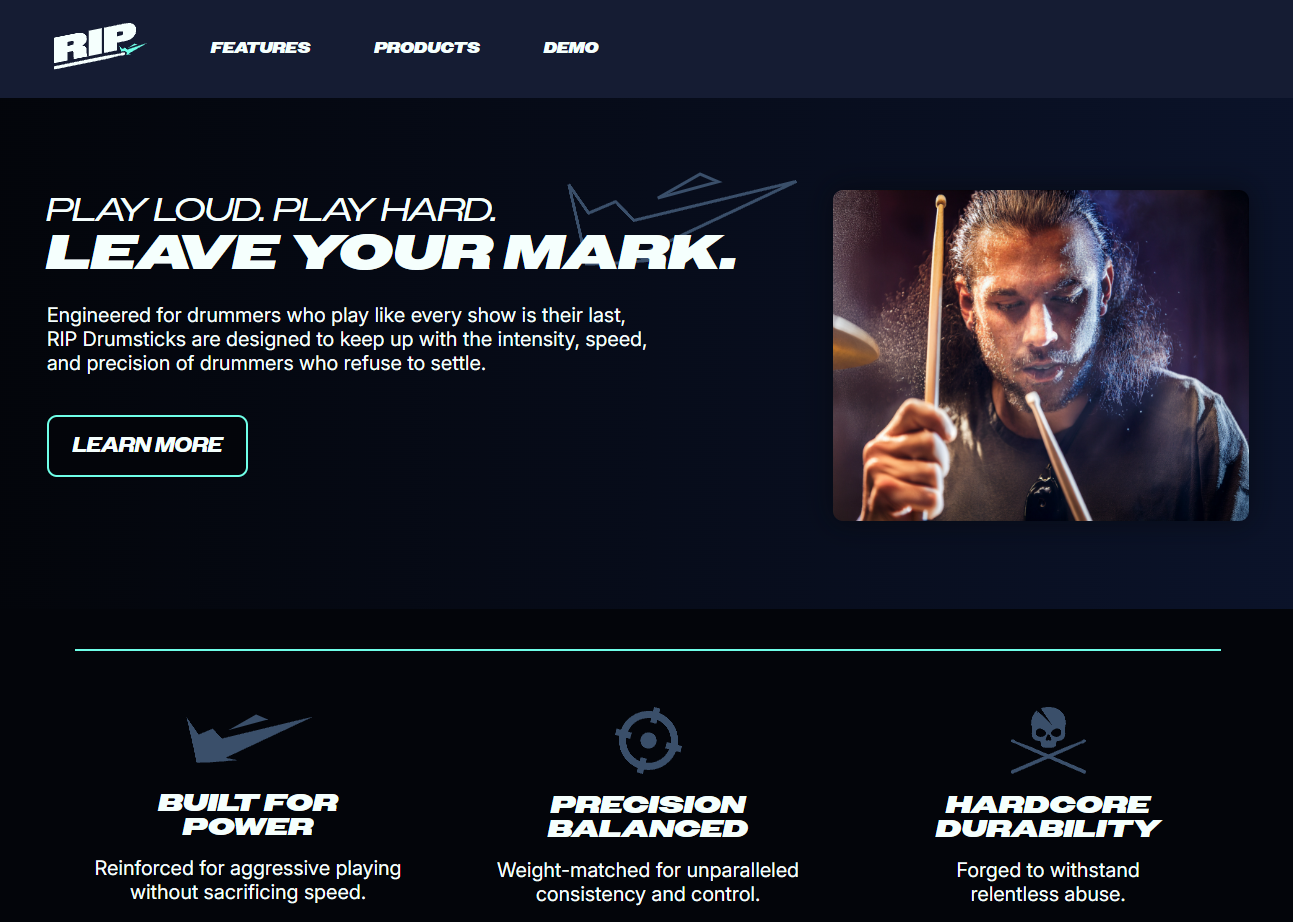 RIP
FEATURES
PRODUCTS
DEMO
PLAY LOUD. PLAY HARD.
LEAVE YOUR MARK.
Engineered for drummers who play like every show is their last,
RIP Drumsticks are designed to keep up with the intensity, speed,
and precision of drummers who refuse to settle.
LEARN MORE
BUILT FOR
POWER
Reinforced for aggressive playing
without sacrificing speed.
PRECISION
BALANCED
Weight-matched for unparalleled
consistency and control.
HARDCORE
DURABILITY
Forged to withstand
relentless abuse.